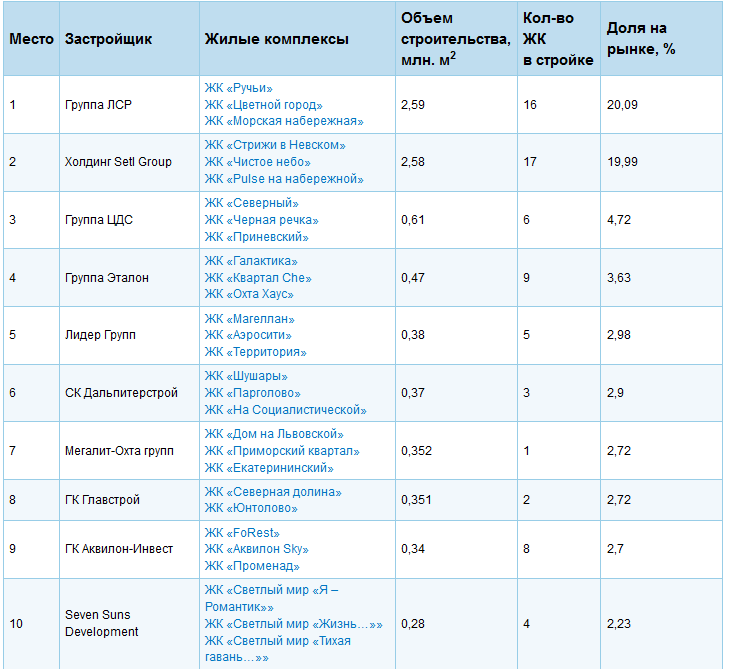 Место Застройщик Жилые комплексы Объем строительства, млн. м2 Кол-во ЖК в стройке Доля на рынке, %
1 Группа ЛСР ЖК «Ручьи» 2,59 16 20,09
ЖК «Цветной город»
ЖК «Морская набережная»
2 Холдинг Setl Group ЖК «Стрижи в Невском» 2,58 17 19,99
ЖК «Чистое небо»
ЖК «Pulse на набережной»
3 Группа ЦДС ЖК «Северный» 0,61 6 4,72
ЖК «Черная речка»
ЖК «Приневский»
4 Группа Эталон ЖК «Галактика» 0,47 9 3,63
ЖК «Квартал Che»
ЖК «Охта Хаус»
5 Лидер Групп ЖК «Магеллан» 0,38 5 2,98
ЖК «Аэросити»
ЖК «Территория»
6 СК Дальпитерстрой ЖК «Шушары» 0,37 3 2,9
ЖК «Парголово»
ЖК «На Социалистической»
7 Мегалит-Охта групп ЖК «Дом на Львовской» 0,352 1 2,72
ЖК «Приморский квартал»
ЖК «Екатерининский»
8 ГК Главстрой ЖК «Северная долина» 0,351 2 2,72
ЖК «Юнтолово»
9 ГК Аквилон-Инвест ЖК «FoRest» 0,34 8 2,7
ЖК «Аквилон Sky»
ЖК «Променад»
10 Seven Suns Development ЖК «Светлый мир «Я – 0,28 4 2,23
Романтик»»
ЖК «Светлый мир «Жизнь…»»
ЖК «Светлый мир «Тихая
гавань…»»